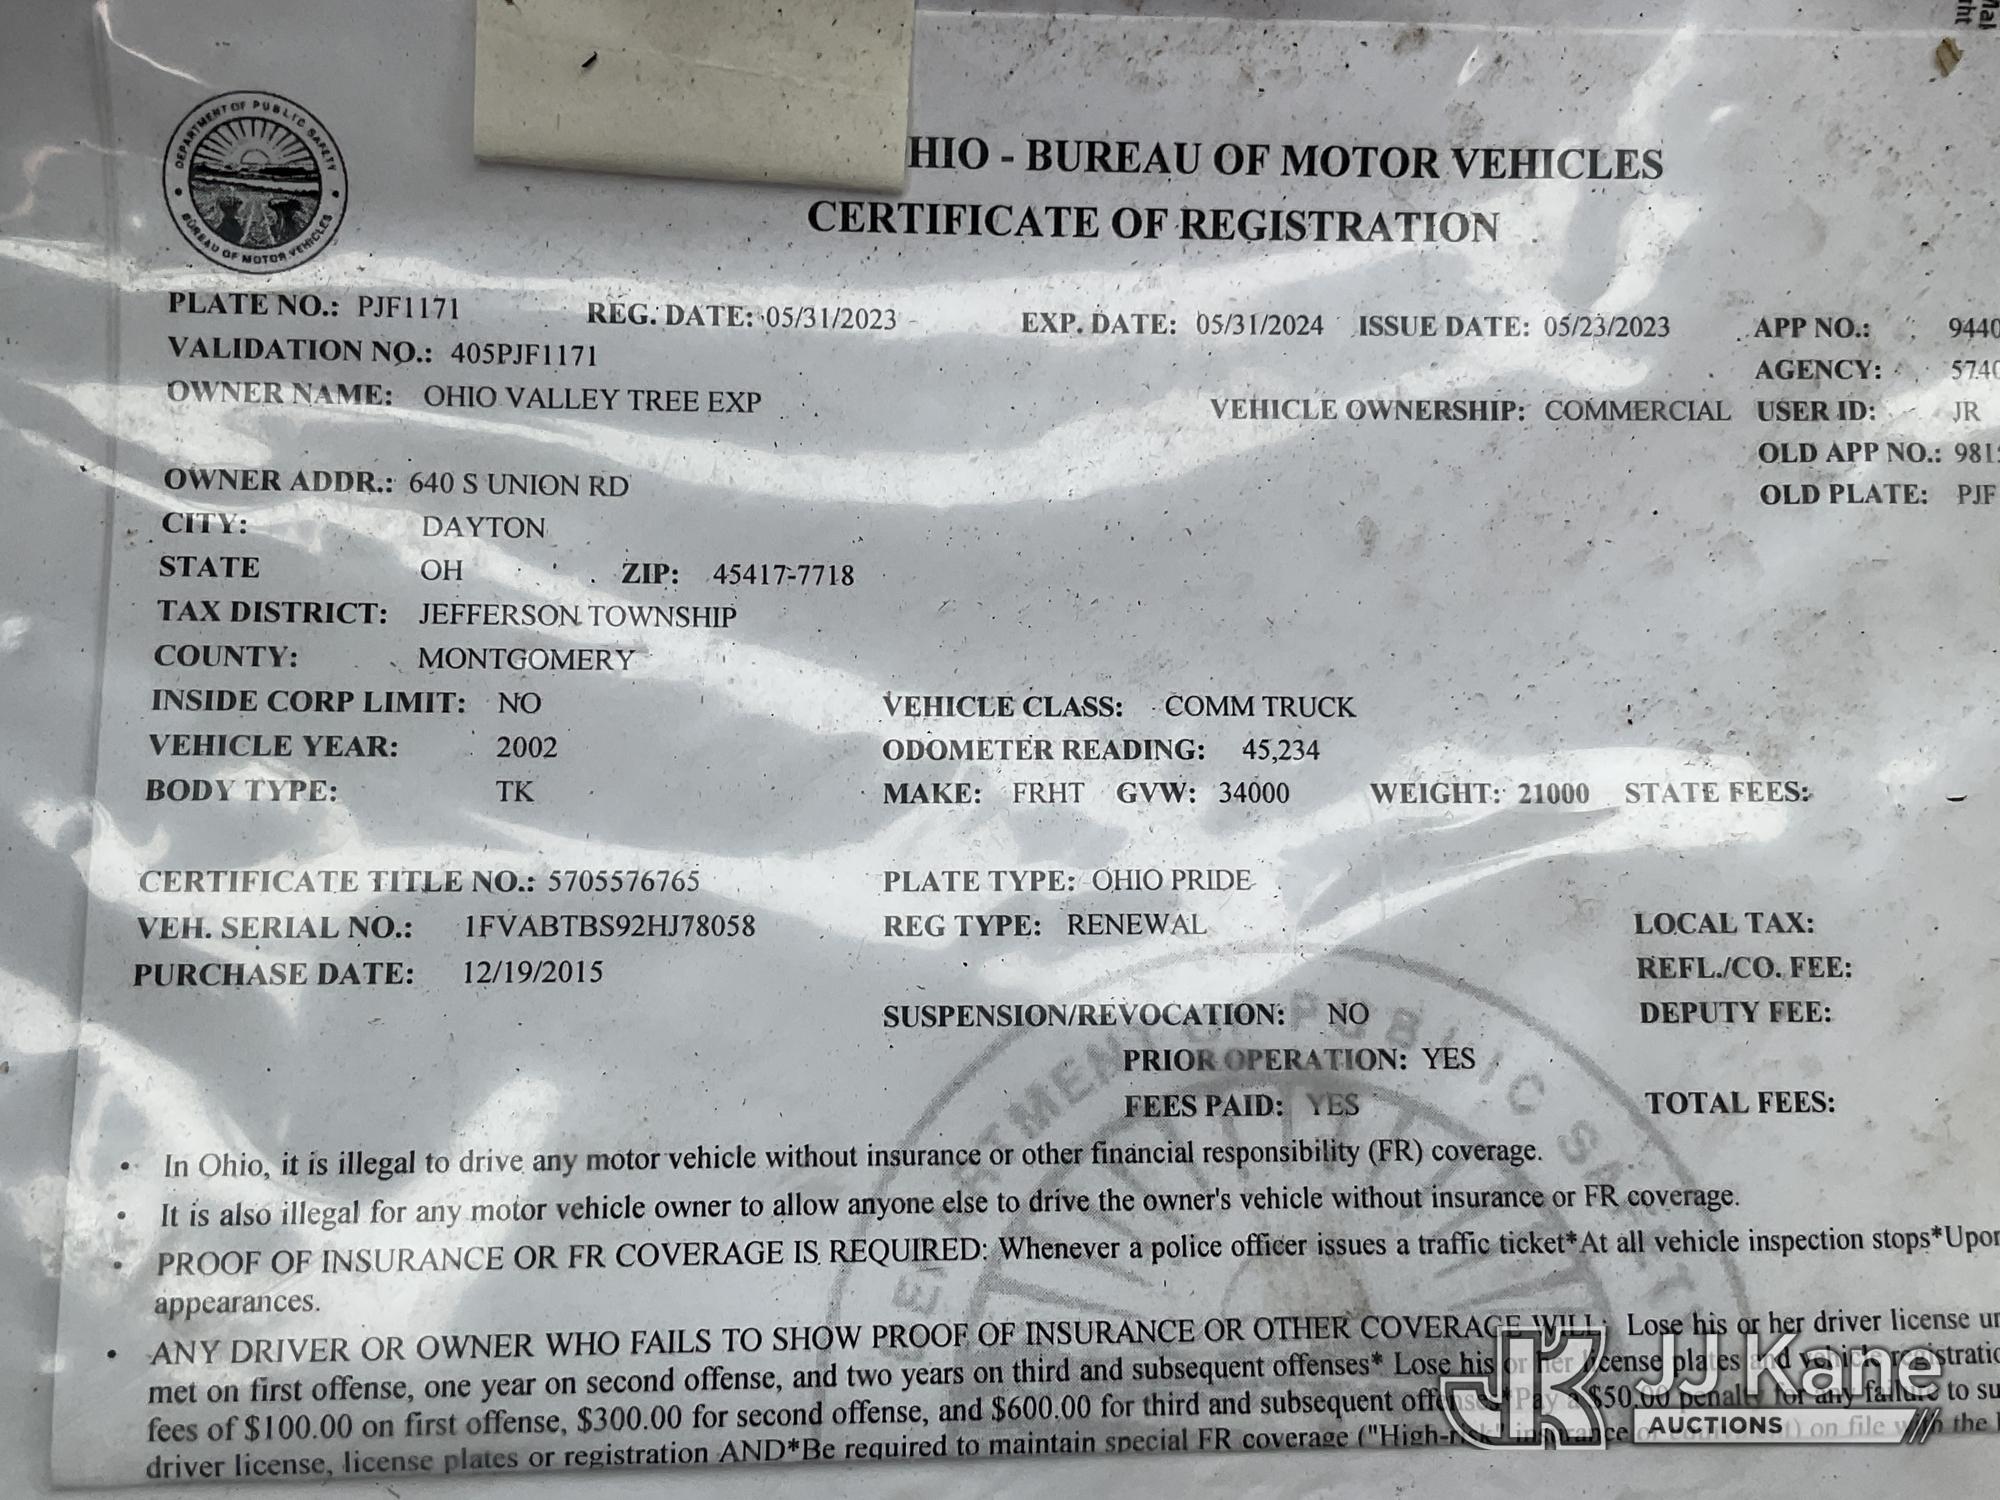 DEPARTMENT OF PUBLIC SAFETY
BUREAU OF MOTOR VEHICLES
HIO - BUREAU OF MOTOR VEHICLES
CERTIFICATE OF REGISTRATION
PLATE NO.: PJF1171 REG. DATE: 05/31/2023 EXP. DATE: 05/31/2024 ISSUE DATE: 05/23/2023 APP NO.: 9440
VALIDATION NO.: 405PJF1171 AGENCY: 5740
OWNER NAME: OHIO VALLEY TREE EXP VEHICLE OWNERSHIP: COMMERCIAL USER ID: JR
OLD APP NO.: 981
OWNER ADDR.: 640 S UNION RD OLD PLATE: PJF
CITY: DAYTON
STATE OH ZIP: 45417-7718
TAX DISTRICT: JEFFERSON TOWNSHIP
COUNTY: MONTGOMERY
INSIDE CORP LIMIT: NO VEHICLE CLASS: COMM TRUCK
VEHICLE YEAR: 2002 ODOMETER READING: 45,234
BODY TYPE: TK MAKE: FRHT GVW: 34000 WEIGHT: 21000 STATE FEES:
CERTIFICATE TITLE NO.: 5705576765 PLATE TYPE: OHIO PRIDE
VEH. SERIAL NO.: 1FVABTBS92HJ78058 REG TYPE: RENEWAL LOCAL TAX:
PURCHASE DATE: 12/19/2015 REFL./CO. FEE:
SUSPENSION/REVOCATION: NO DEPUTY FEE:
PRIOR OPERATION: YES
FEES PAID: YES TOTAL FEES:
• In Ohio, it is illegal to drive any motor vehicle without insurance or other financial responsibility (FR) coverage.
• It is also illegal for any motor vehicle owner to allow anyone else to drive the owner's vehicle without insurance or FR coverage.
• PROOF OF INSURANCE OR FR COVERAGE IS REQUIRED: Whenever a police officer issues a traffic ticket*At all vehicle inspection stops*Upon
appearances.
• ANY DRIVER OR OWNER WHO FAILS TO SHOW PROOF OF INSURANCE OR OTHER COVERAGE WILL: Lose his or her driver license
met on first offense, one year on second offense, and two years on third and subsequent offenses* Lose his or her license plates and vehicle
fees of $100.00 on first offense, $300.00 for second offense, and $600.00 for third and subsequent offenses*Pay a $50.00 penalty for any failure to
driver license, license plates or registration AND*Be required to maintain special FR coverage ("High-risk" insurance on file with the
JJ Kane
AUCTIONS